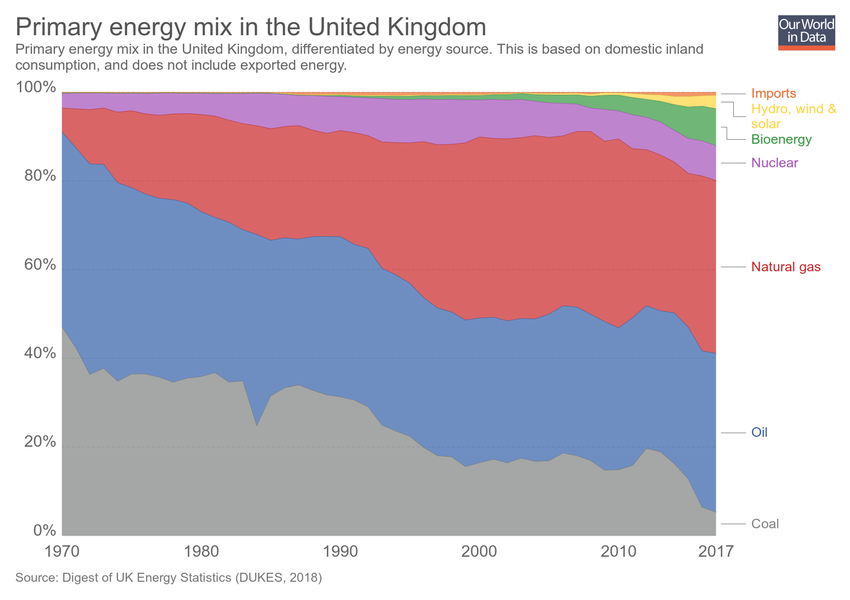 Primary energy mix in the United Kingdom
Our World
in Data
Primary energy mix in the United Kingdom, differentiated by energy source. This is based on domestic inland
consumption, and does not include exported energy.
100%
80%
60%
40%
20%
0%
Imports
Hydro, wind &
solar
Bioenergy
Nuclear
Natural gas
Oil
Coal
1970
1980
1990
2000
2010
2017
Source: Digest of UK Energy Statistics (DUKES, 2018)